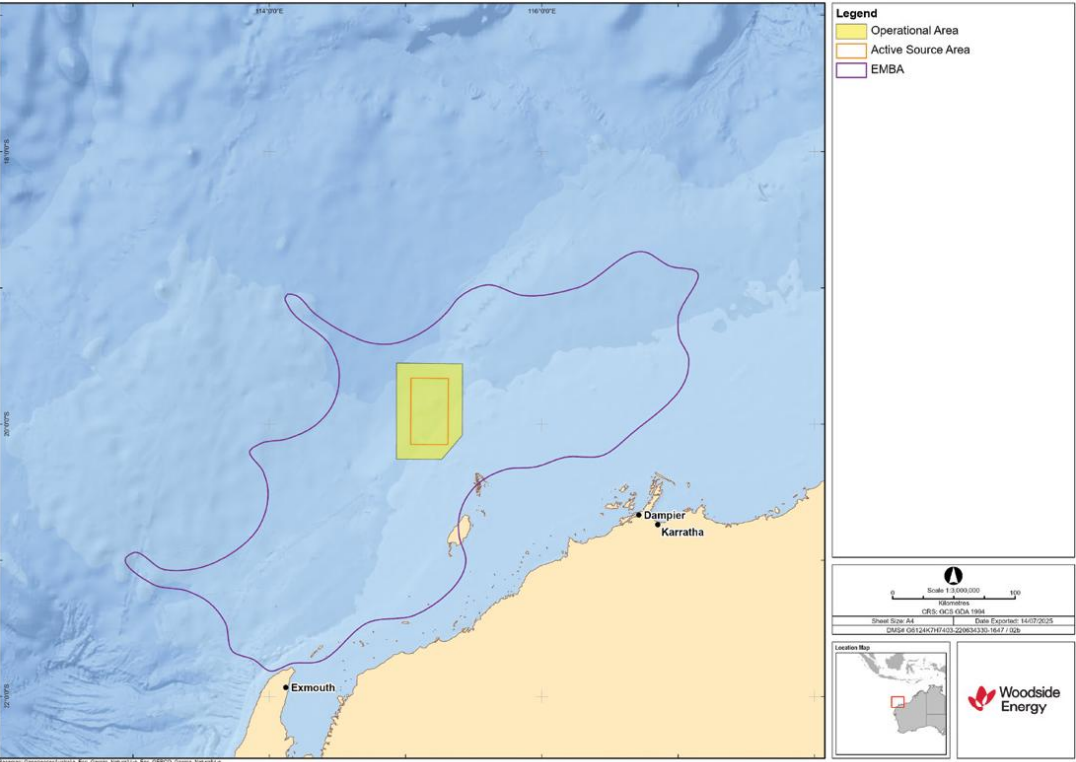 114°0'0"E
116°0'0"E
18°0'0"S
20°0'0"S
22°0'0"S
Dampier
Karratha
Exmouth
Legend
Operational Area
Active Source Area
EMBA
Scale 1:3,000,000
0 100
Kilometres
CRS: GCS GDA 1994
Sheet Size: A4 Date Exported: 14/07/2025
Location Map
Woodside
Energy